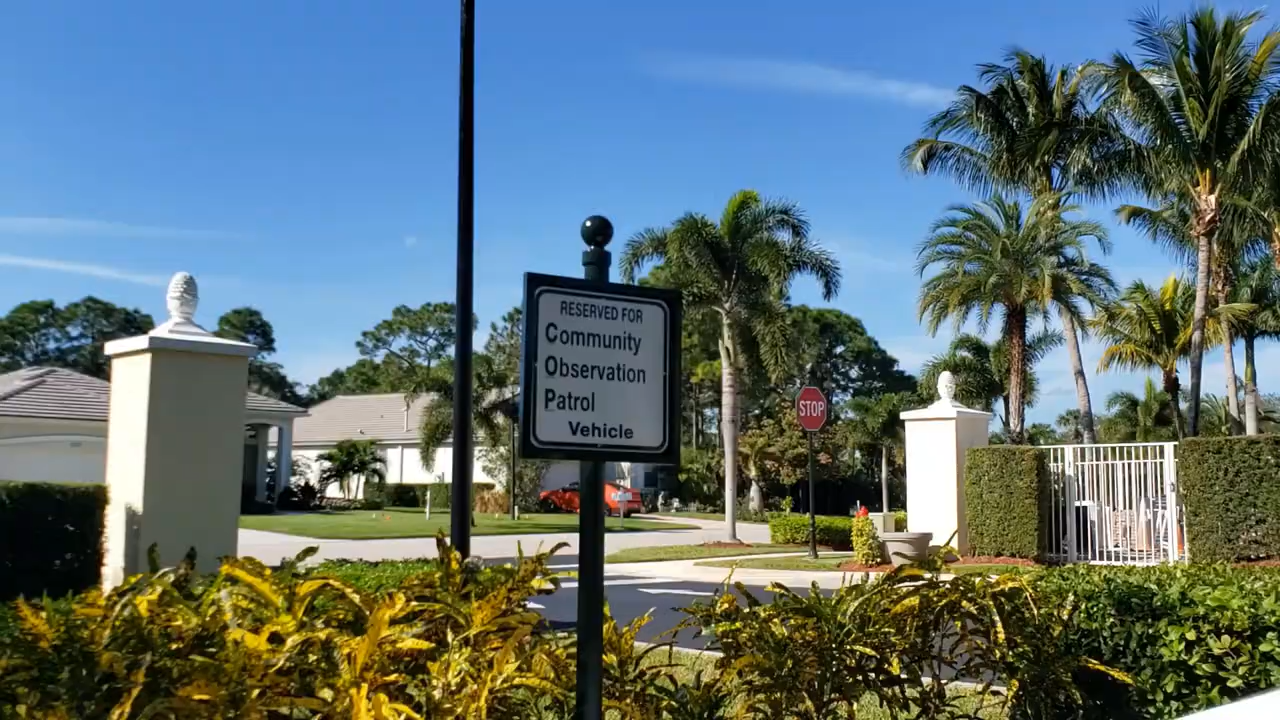 RESERVED FOR
Community
Observation
Patrol
Vehicle
STOP